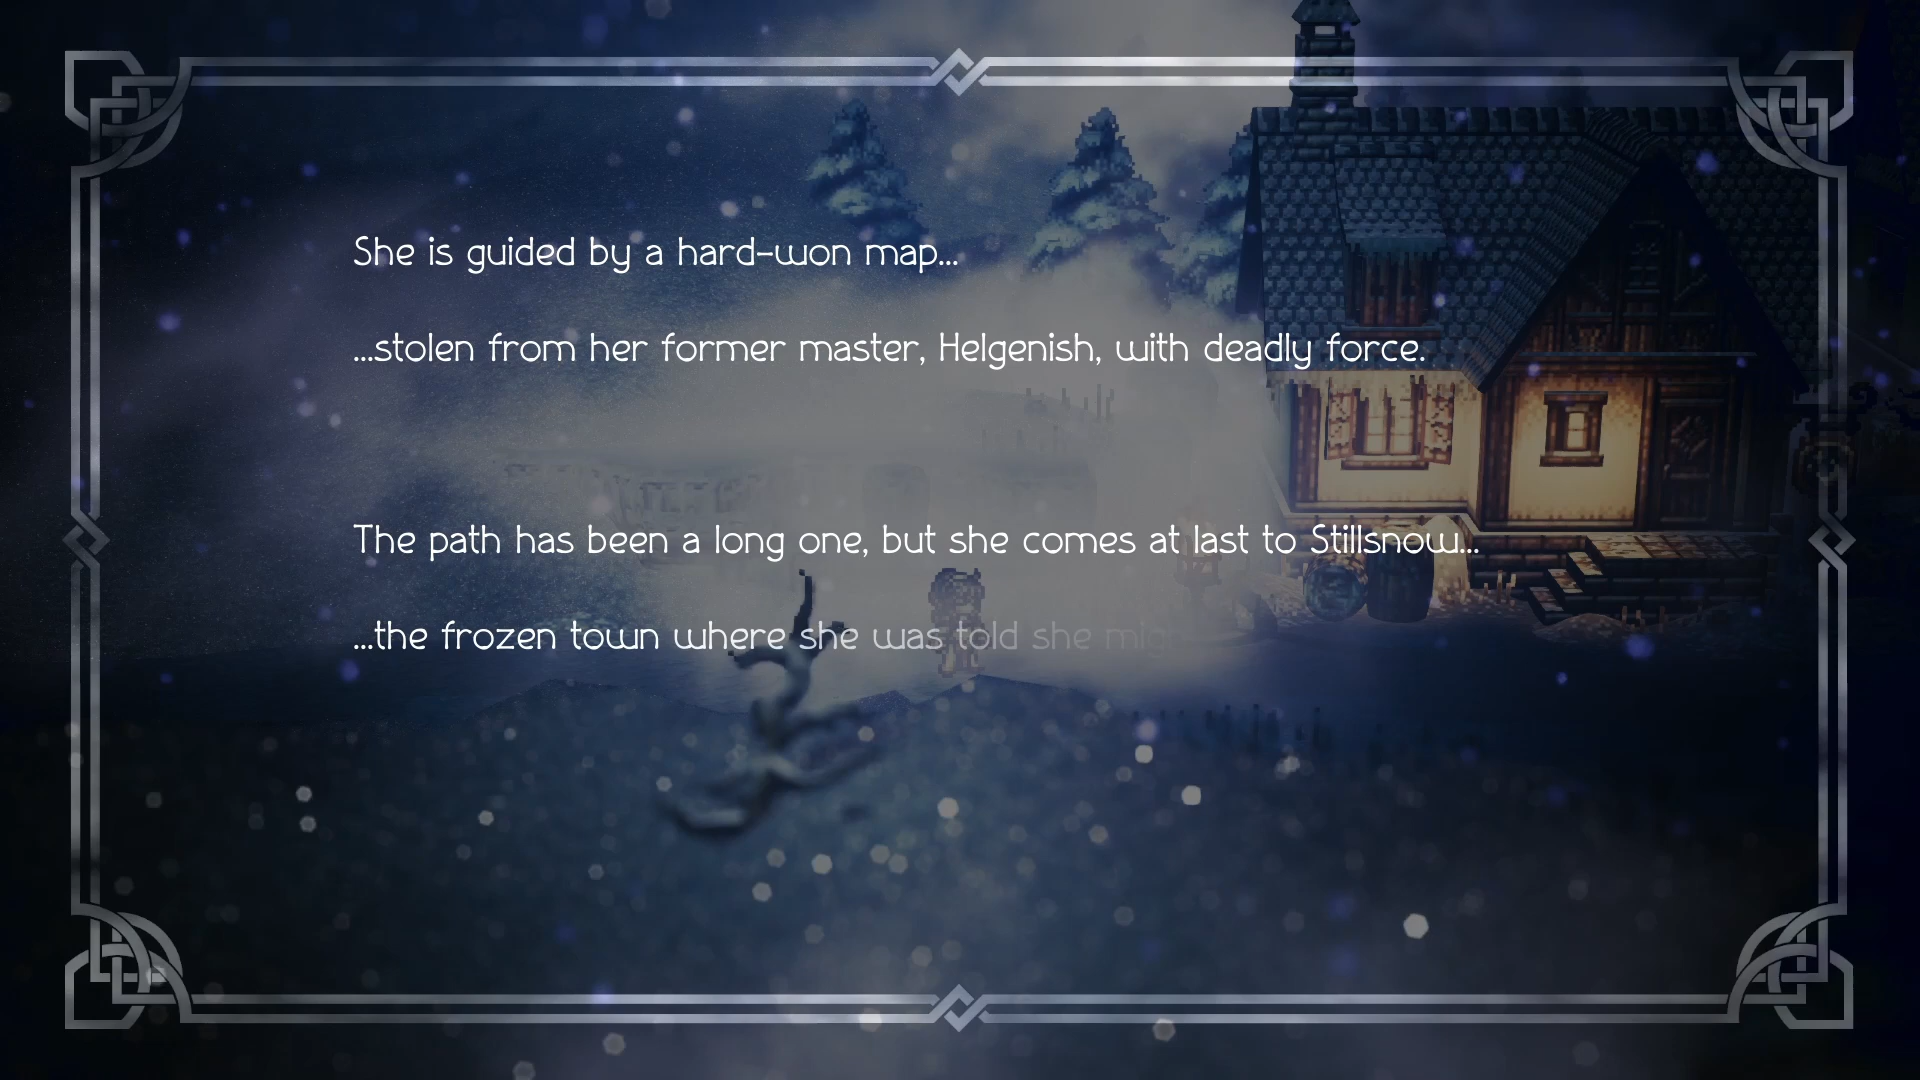 She is guided by a hard-won map...
...stolen from her former master, Helgenish, with deadly force.
The path has been a long one, but she comes at last to Stillsnow...
...the frozen town where she was told she mig